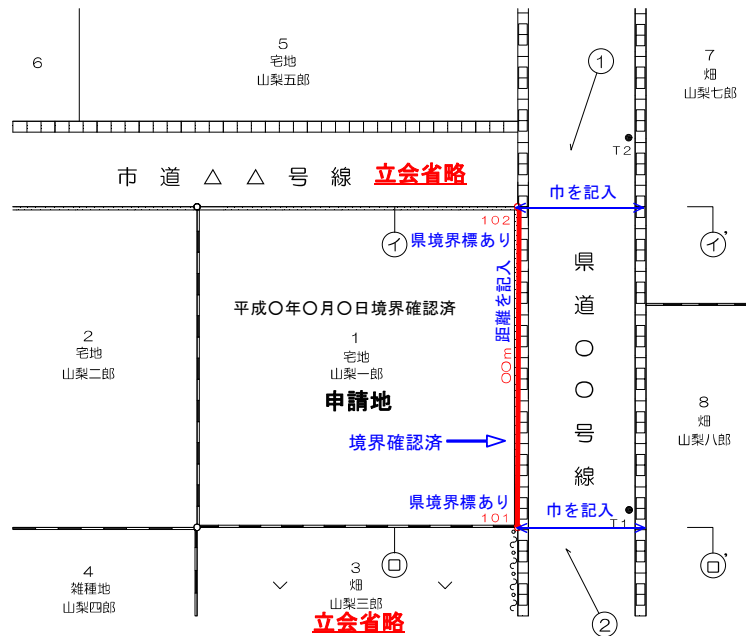 6
5
宅地
山梨五郎
①
7
畑
山梨七郎
T2
市道△△号線
立会省略
巾を記入
102
県境界標あり
イ
イ'
県道〇〇号線
距離を記入
〇〇m
平成〇年〇月〇日境界確認済
2
宅地
山梨二郎
1
宅地
山梨一郎
申請地
境界確認済
8
畑
山梨八郎
県境界標あり
101
巾を記入
T1
ロ
ロ'
4
雑種地
山梨四郎
3
畑
山梨三郎
立会省略
②